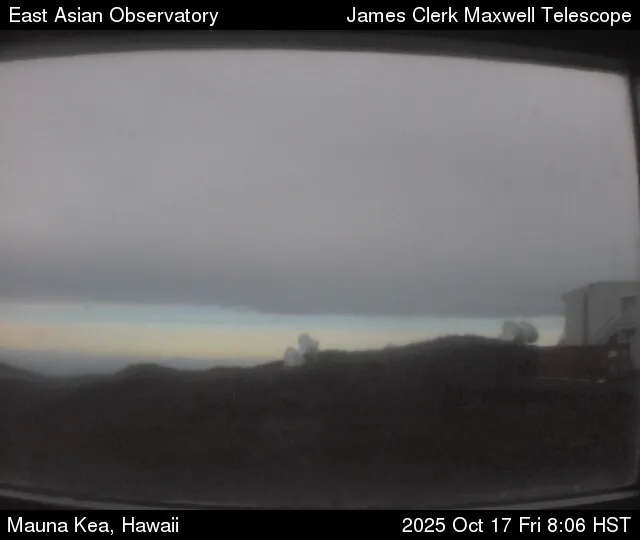 East Asian Observatory
James Clerk Maxwell Telescope
Mauna Kea, Hawaii
2025 Oct 17 Fri 8:06 HST